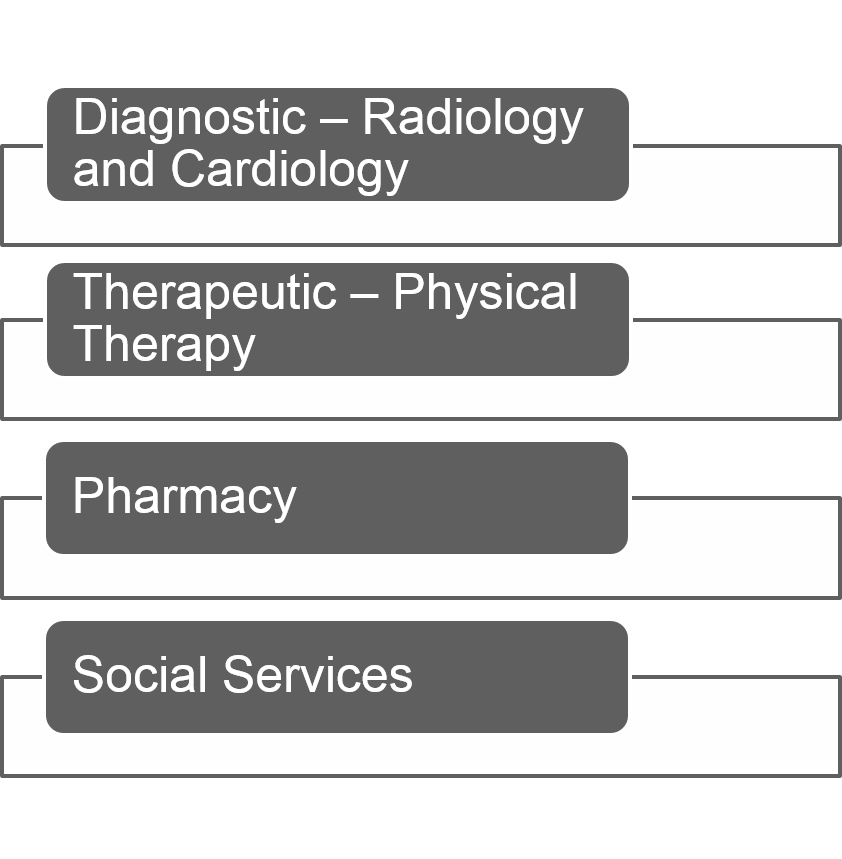 Diagnostic – Radiology
and Cardiology
Therapeutic – Physical
Therapy
Pharmacy
Social Services